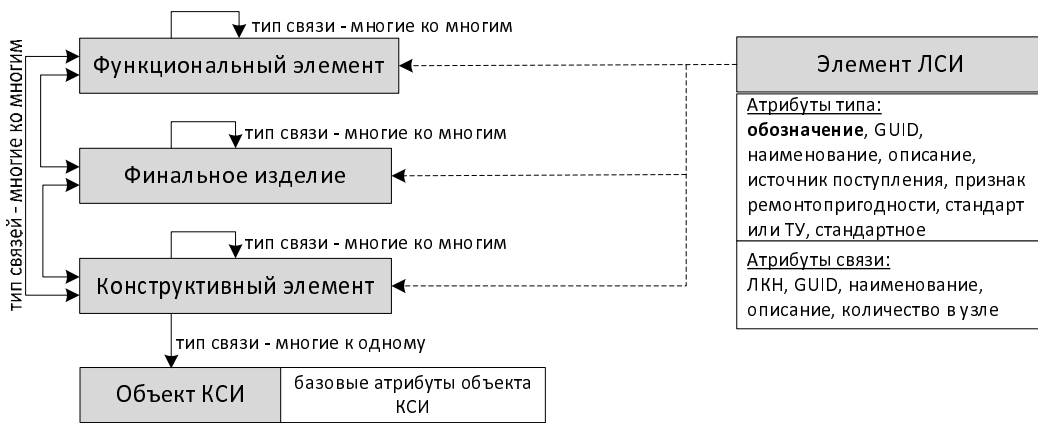 тип связи - многие ко многим
Функциональный элемент
тип связи - многие ко многим
Финальное изделие
тип связи - многие ко многим
Конструктивный элемент
тип связей - многие ко многим
тип связи - многие к одному
Объект КСИ
базовые атрибуты объекта
КСИ
Элемент ЛСИ
Атрибуты типа:
обозначение, GUID,
наименование, описание,
источник поступления, признак
ремонтопригодности, стандарт
или ТУ, стандартное
Атрибуты связи:
ЛКН, GUID, наименование,
описание, количество в узле